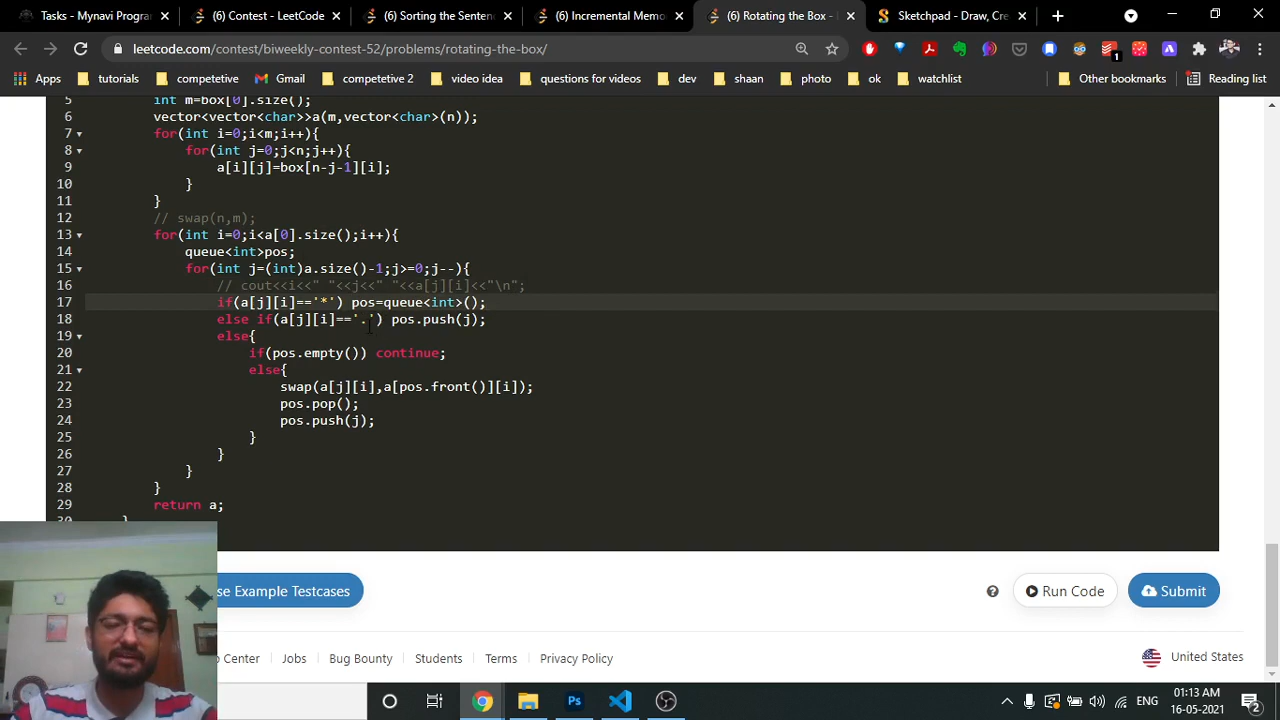 Tasks - Mynavi Progra
(6) Contest - LeetCode
(6) Sorting the Senten
(6) Incremental Memo
(6) Rotating the Box -
Sketchpad - Draw, Cre
leetcode.com/contest/biweekly-contest-52/problems/rotating-the-box/
Apps
tutorials
competetive
Gmail
competetive 2
video idea
questions for videos
dev
shaan
photo
ok
watchlist
Other bookmarks
Reading list
5 int m=box[0].size();
6 vector<vector<char>>a(m,vector<char>(n));
7 for(int i=0;i<m;i++){
8 for(int j=0;j<n;j++){
9 a[i][j]=box[n-j-1][i];
10 }
11 }
12 // swap(n,m);
13 for(int i=0;i<a[0].size();i++){
14 queue<int>pos;
15 for(int j=(int)a.size()-1;j>=0;j--){
16 // cout<<i<<" "<<j<<" "<<a[j][i]<<"\n";
17 if(a[j][i]=='*') pos=queue<int>();
18 else if(a[j][i]=='.') pos.push(j);
19 else{
20 if(pos.empty()) continue;
21 else{
22 swap(a[j][i],a[pos.front()][i]);
23 pos.pop();
24 pos.push(j);
25 }
26 }
27 }
28 }
29 return a;
30 }
se Example Testcases
Run Code
Submit
p Center
Jobs
Bug Bounty
Students
Terms
Privacy Policy
United States
ENG
01:13 AM
16-05-2021
2